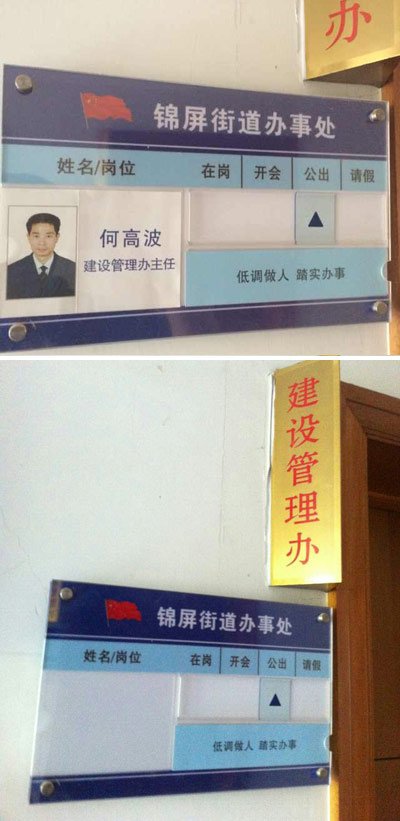 办
锦屏街道办事处
姓名/岗位 在岗 开会 公出 请假
何高波
建设管理办主任
▲
低调做人 踏实办事
建设管理办
锦屏街道办事处
姓名/岗位 在岗 开会 公出 请假
▲
低调做人 踏实办事